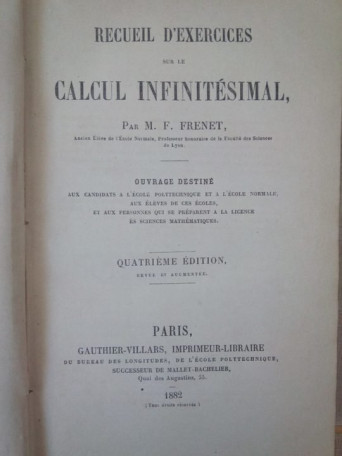 RECUEIL D'EXERCICES
SUR LE
CALCUL INFINITÉSIMAL,
PAR M. F. FRENET,
Ancien Élève de l'École Normale, Professeur honoraire de la Faculté des Sciences
de Lyon.
OUVRAGE DESTINÉ
AUX CANDIDATS A L'ÉCOLE POLYTECHNIQUE ET A L'ÉCOLE NORMALE,
AUX ÉLÈVES DE CES ÉCOLES,
ET AUX PERSONNES QUI SE PRÉPARENT A LA LICENCE
ÈS SCIENCES MATHÉMATIQUES.
QUATRIÈME ÉDITION,
REVUE ET AUGMENTÉE.
PARIS,
GAUTHIER-VILLARS, IMPRIMEUR-LIBRAIRE
DU BUREAU DES LONGITUDES, DE L'ÉCOLE POLYTECHNIQUE,
SUCCESSEUR DE MALLET-BACHELIER,
Quai des Augustins, 55.
1882
(Tous droits réservés)